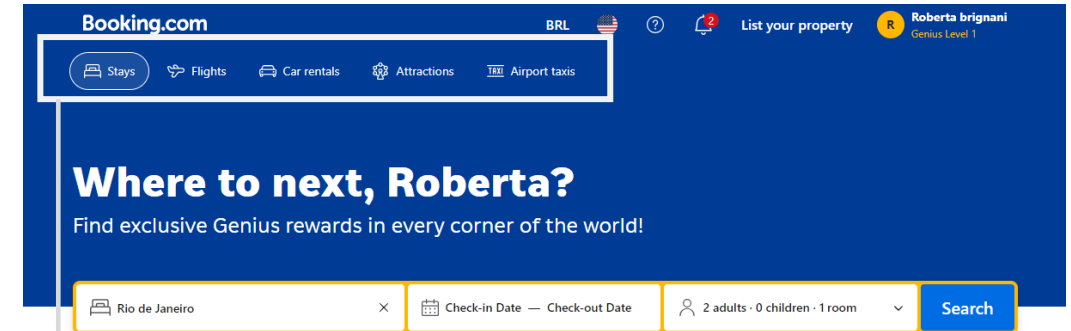 Booking.com BRL ? 2 List your property R Roberta brignani
Genius Level 1
Stays Flights Car rentals Attractions TAXI Airport taxis
Where to next, Roberta?
Find exclusive Genius rewards in every corner of the world!
Rio de Janeiro × Check-in Date — Check-out Date 2 adults · 0 children · 1 room Search